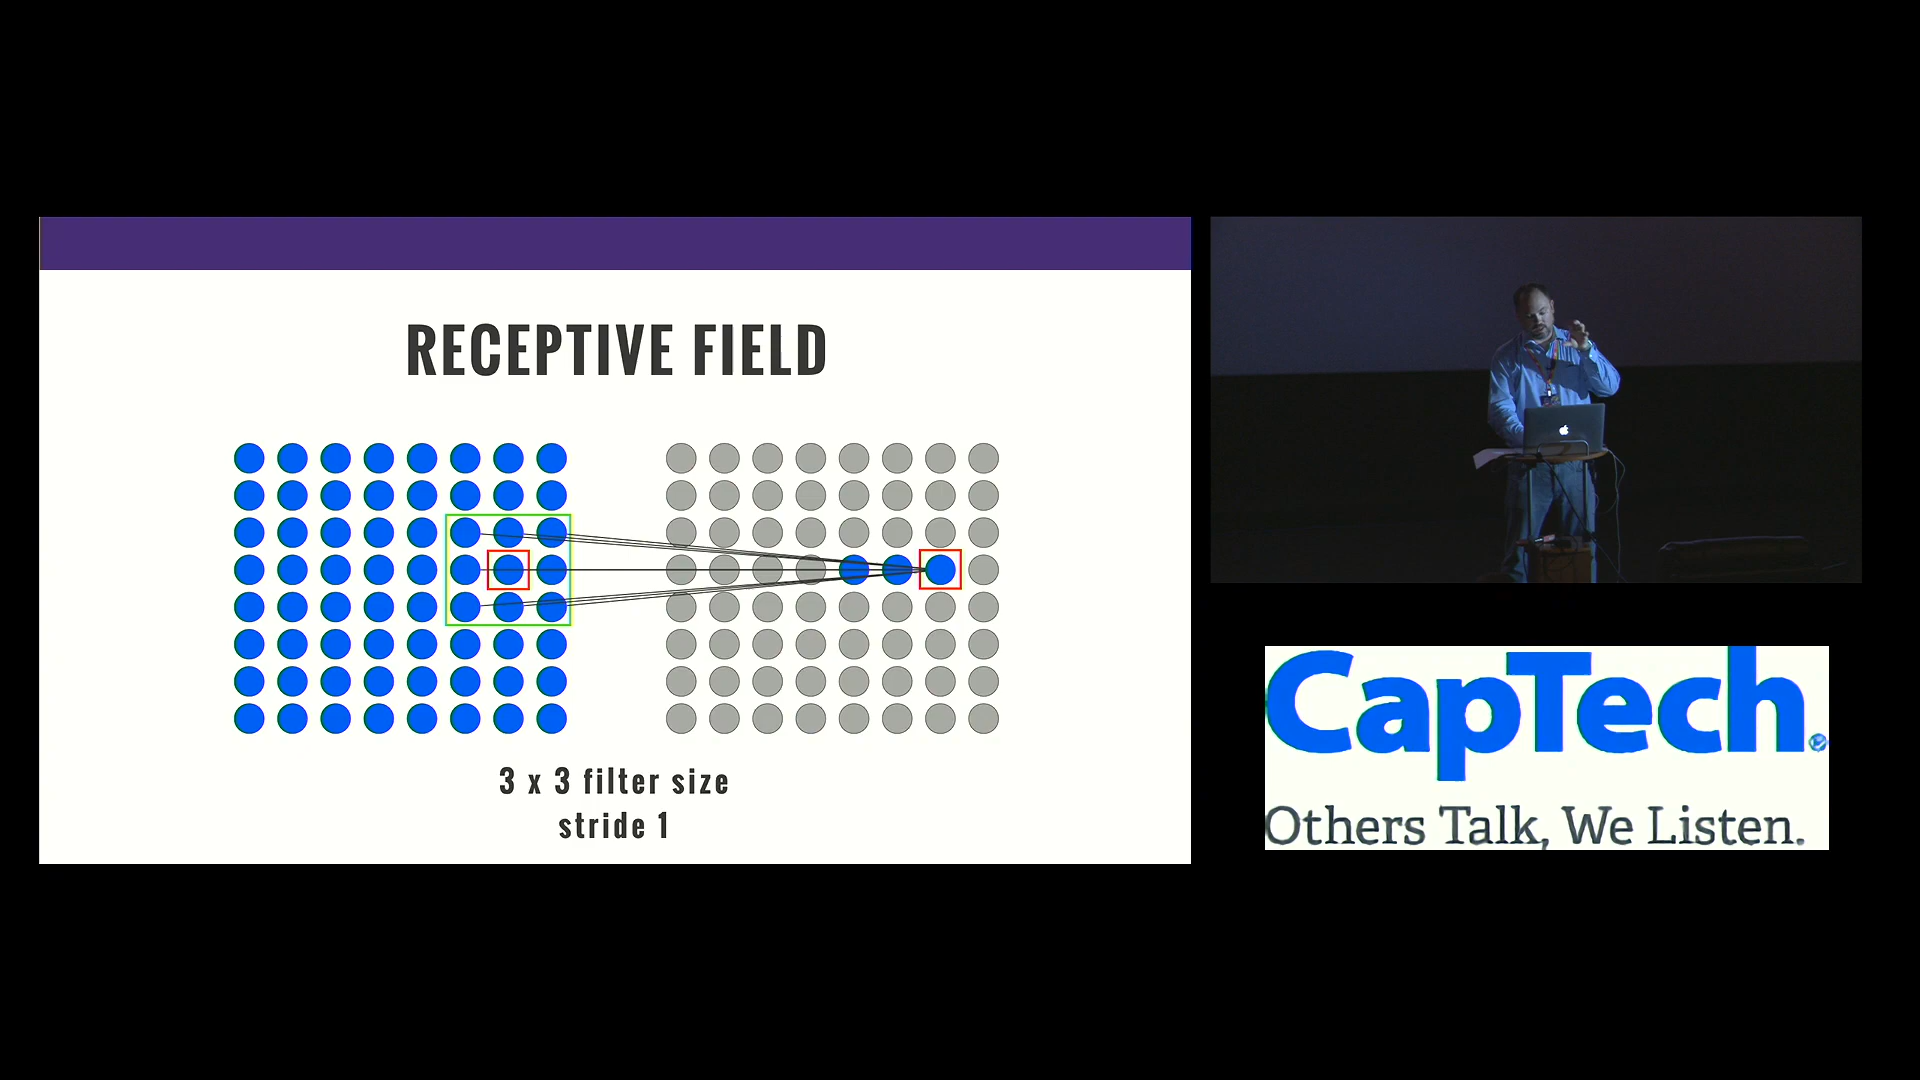 RECEPTIVE FIELD
3 x 3 filter size
stride 1
CapTech
Others Talk, We Listen.